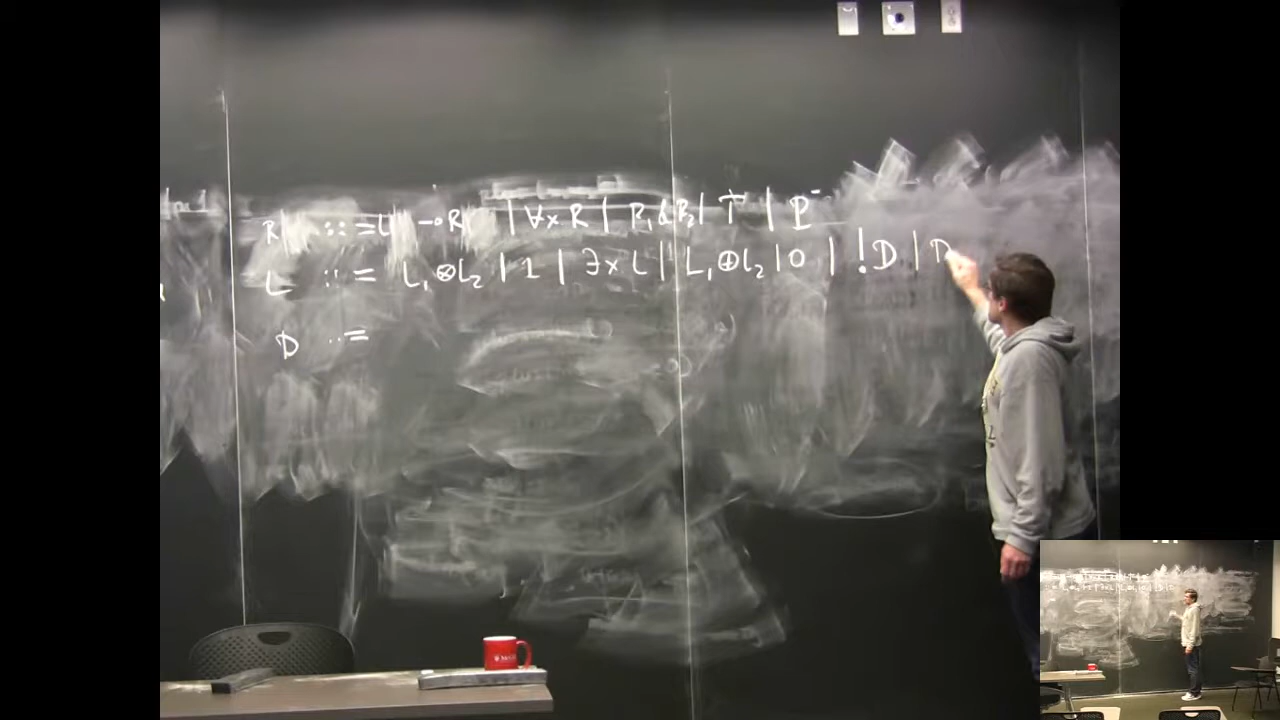 R ::= L ⊸ R | ∀x R | R₁ & R₂ | ⊤ | P⁻
L ::= L₁ ⊗ L₂ | 1 | ∃x L | L₁ ⊕ L₂ | 0 | !D | D
D ::=